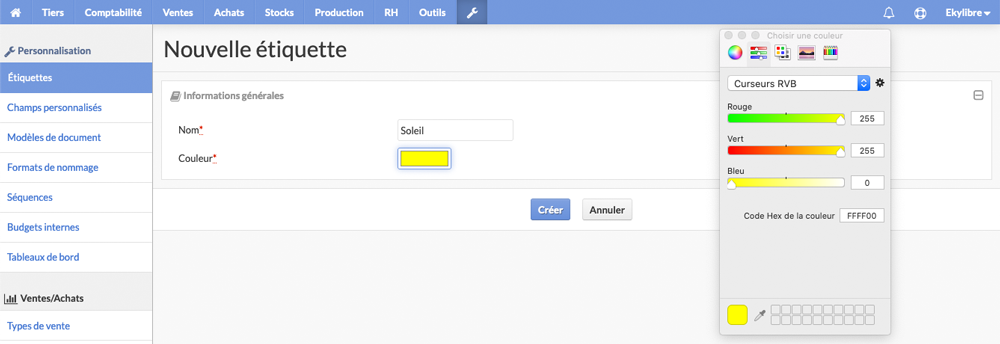 Tiers Comptabilité Ventes Achats Stocks Production RH Outils Ekylibre
Personnalisation
Étiquettes
Champs personnalisés
Modèles de document
Formats de nommage
Séquences
Budgets internes
Tableaux de bord
Ventes/Achats
Types de vente
Nouvelle étiquette
Informations générales
Nom* Soleil
Couleur*
Créer Annuler
Choisir une couleur
Curseurs RVB
Rouge
255
Vert
255
Bleu
0
Code Hex de la couleur FFFF00